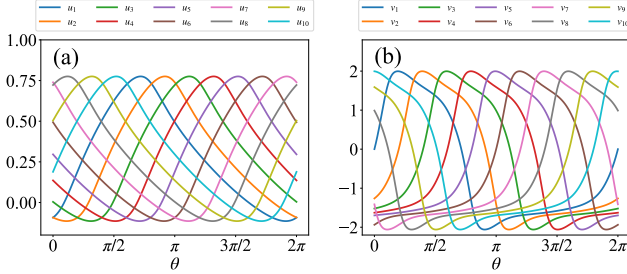 u₁ u₃ u₅ u₇ u₉
u₂ u₄ u₆ u₈ u₁₀
(a)
1.00
0.75
0.50
0.25
0.00
0 π/2 π 3π/2 2π
θ
v₁ v₃ v₅ v₇ v₉
v₂ v₄ v₆ v₈ v₁₀
(b)
2
1
0
−1
−2
0 π/2 π 3π/2 2π
θ